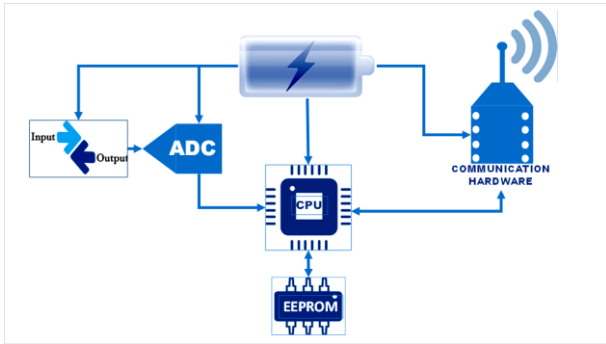 Input
Output
ADC
CPU
COMMUNICATION
HARDWARE
EEPROM